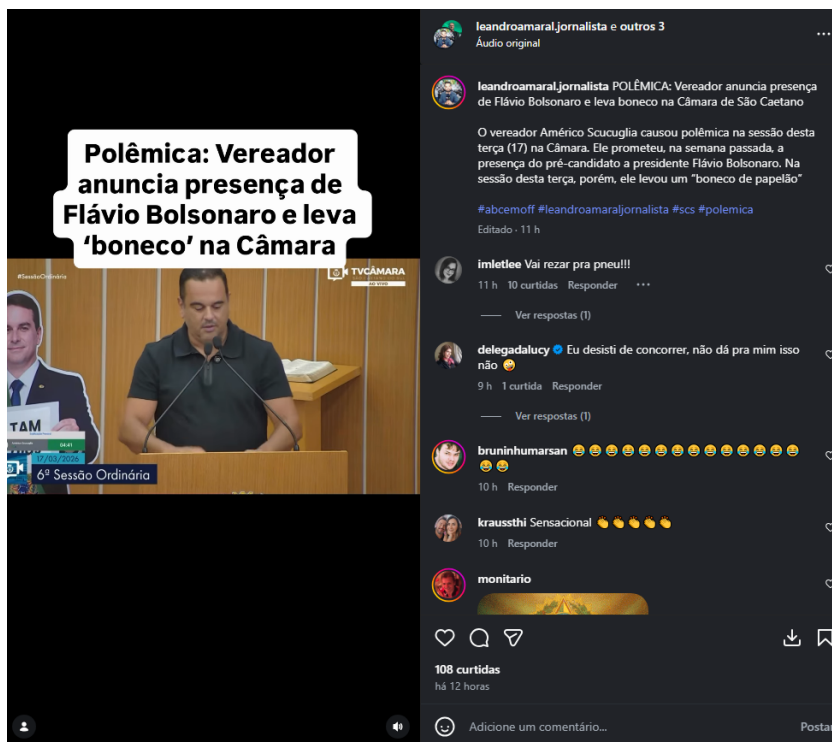 Polêmica: Vereador
anuncia presença de
Flávio Bolsonaro e leva
‘boneco’ na Câmara
#SessãoOrdinária
TVCÂMARA
AO VIVO
TAM
04:41
17/03/2026
6ª Sessão Ordinária
leandroamaral.jornalista e outros 3
Áudio original
leandroamaral.jornalista POLÊMICA: Vereador anuncia presença
de Flávio Bolsonaro e leva boneco na Câmara de São Caetano
O vereador Américo Scucuglia causou polêmica na sessão desta
terça (17) na Câmara. Ele prometeu, na semana passada, a
presença do pré-candidato a presidente Flávio Bolsonaro. Na
sessão desta terça, porém, ele levou um “boneco de papelão”
#abcemoff #leandroamaraljornalista #scs #polemica
Editado · 11 h
imletlee Vai rezar pra pneu!!!
11 h 10 curtidas Responder
Ver respostas (1)
delegadalucy Eu desisti de concorrer, não dá pra mim isso
não 🤪
9 h 1 curtida Responder
Ver respostas (1)
bruninhumarsan 😂😂😂😂😂😂😂😂😂😂😂😂😂😂
😂😂
10 h Responder
kraussthi Sensacional 👏👏👏👏👏
10 h Responder
monitario
108 curtidas
há 12 horas
Adicione um comentário...
Postar